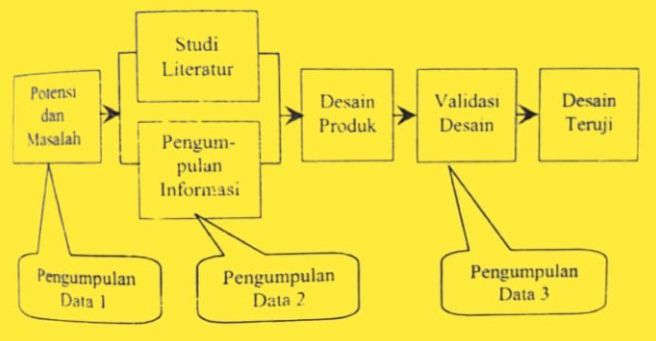 Potensi
dan
Masalah
Studi
Literatur
Pengum-
pulan
Informasi
Desain
Produk
Validasi
Desain
Desain
Teruji
Pengumpulan
Data 1
Pengumpulan
Data 2
Pengumpulan
Data 3